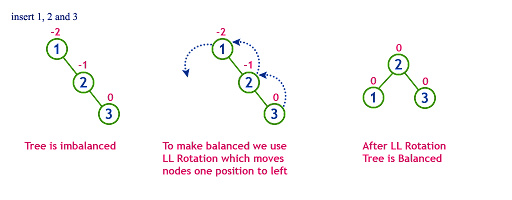 insert 1, 2 and 3
-2
1
-1
2
0
3
Tree is imbalanced
-2
1
-1
2
0
3
To make balanced we use
LL Rotation which moves
nodes one position to left
0
2
0
0
1
3
After LL Rotation
Tree is Balanced